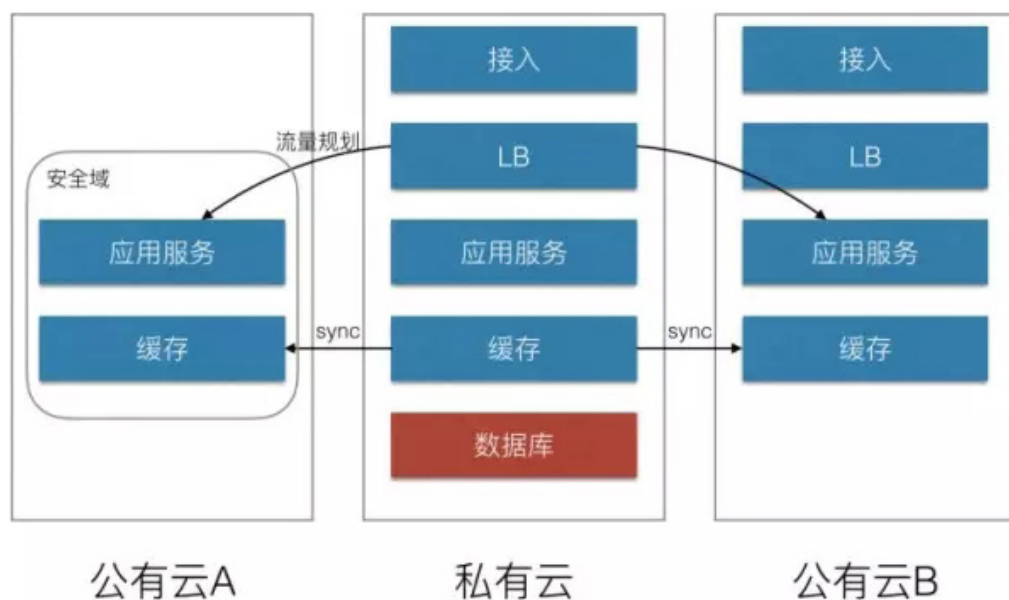 接入
接入
流量规划
LB
LB
安全域
应用服务
应用服务
应用服务
缓存
sync
缓存
sync
缓存
数据库
公有云A
私有云
公有云B